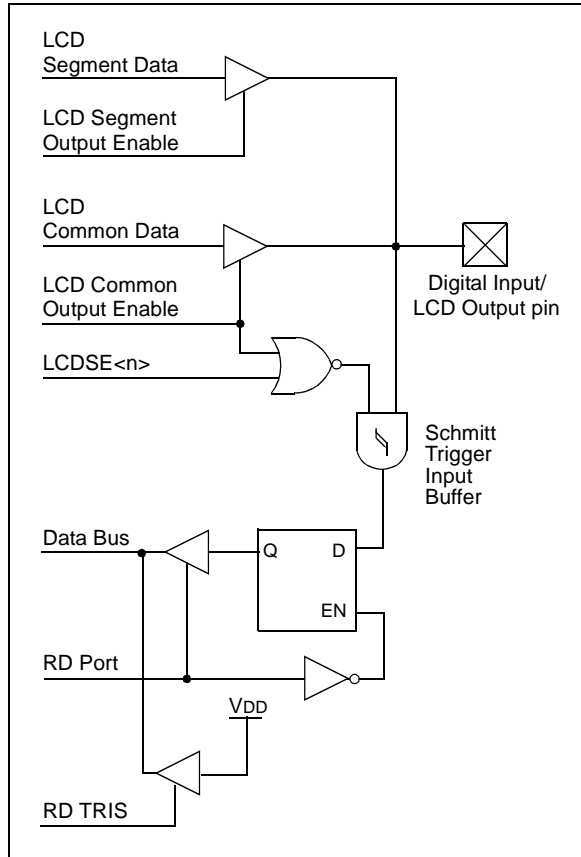 LCD
Segment Data
LCD Segment
Output Enable
LCD
Common Data
LCD Common
Output Enable
LCDSE<n>
Digital Input/
LCD Output pin
Schmitt
Trigger
Input
Buffer
Data Bus
Q
D
EN
RD Port
VDD
RD TRIS